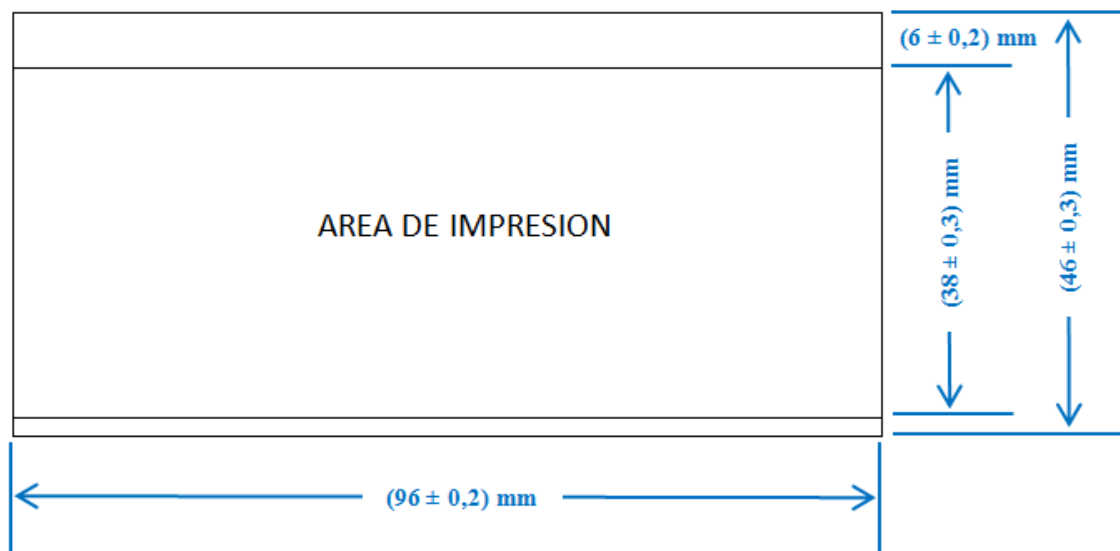 (6 ± 0,2) mm
AREA DE IMPRESION
(38 ± 0,3) mm
(46 ± 0,3) mm
(96 ± 0,2) mm